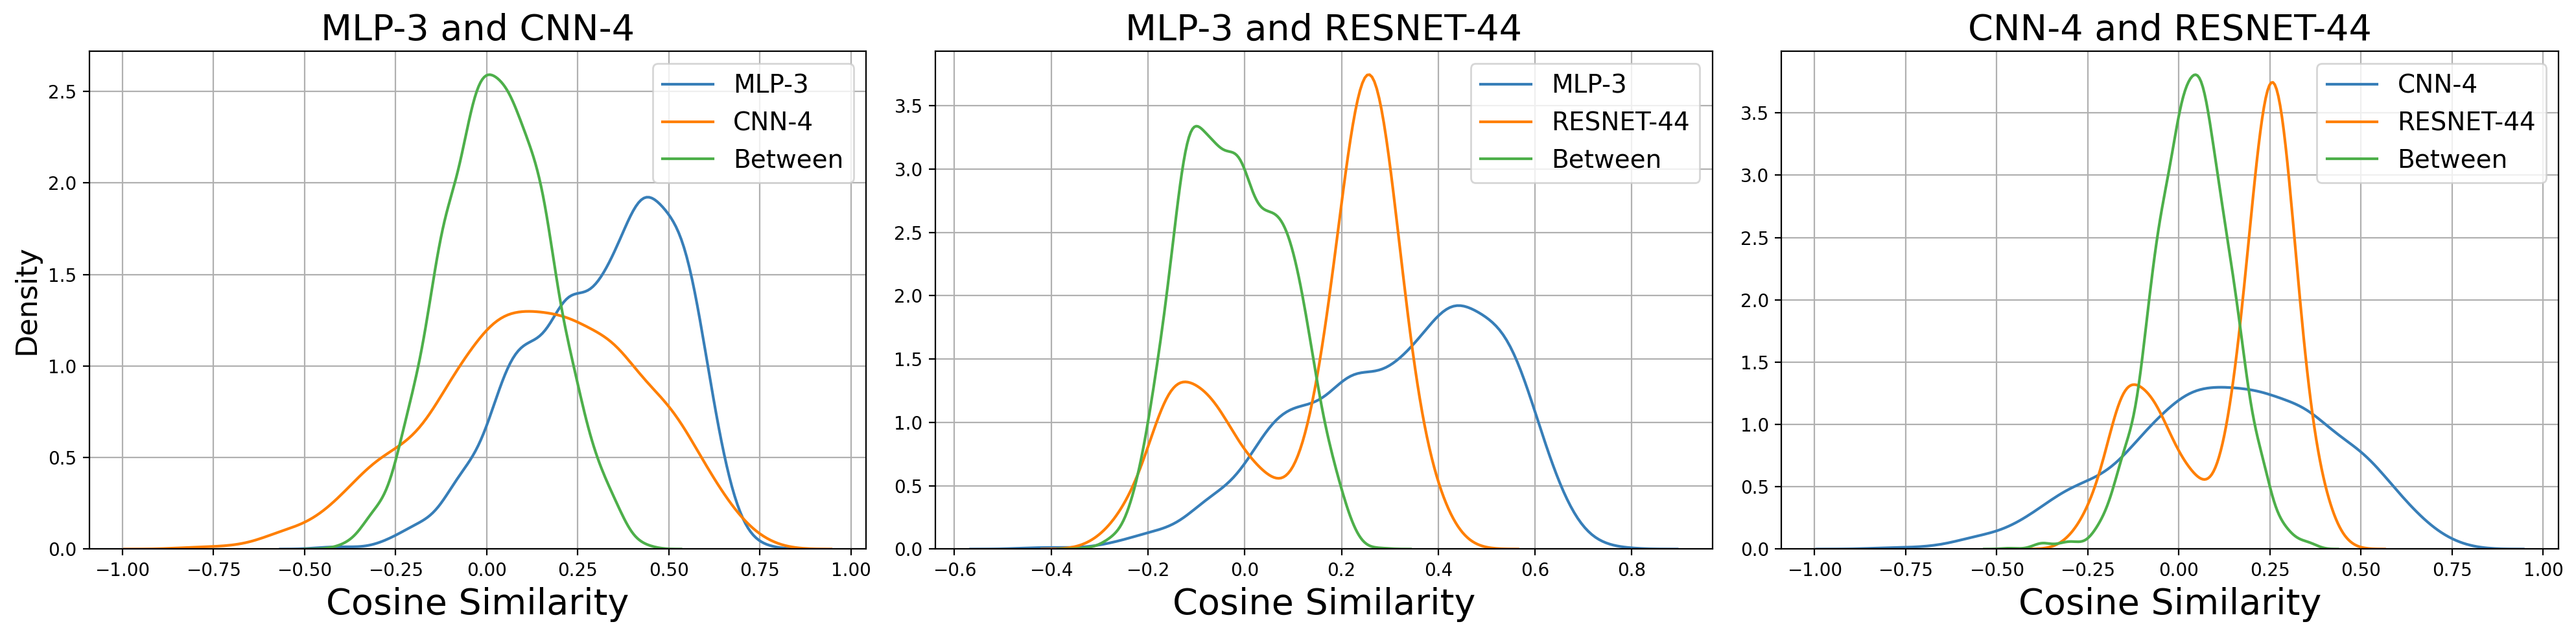 MLP-3 and CNN-4
MLP-3
CNN-4
Between
Density
2.5
2.0
1.5
1.0
0.5
0.0
−1.00 −0.75 −0.50 −0.25 0.00 0.25 0.50 0.75 1.00
Cosine Similarity
MLP-3 and RESNET-44
MLP-3
RESNET-44
Between
3.5
3.0
2.5
2.0
1.5
1.0
0.5
0.0
−0.6 −0.4 −0.2 0.0 0.2 0.4 0.6 0.8
Cosine Similarity
CNN-4 and RESNET-44
CNN-4
RESNET-44
Between
3.5
3.0
2.5
2.0
1.5
1.0
0.5
0.0
−1.00 −0.75 −0.50 −0.25 0.00 0.25 0.50 0.75 1.00
Cosine Similarity